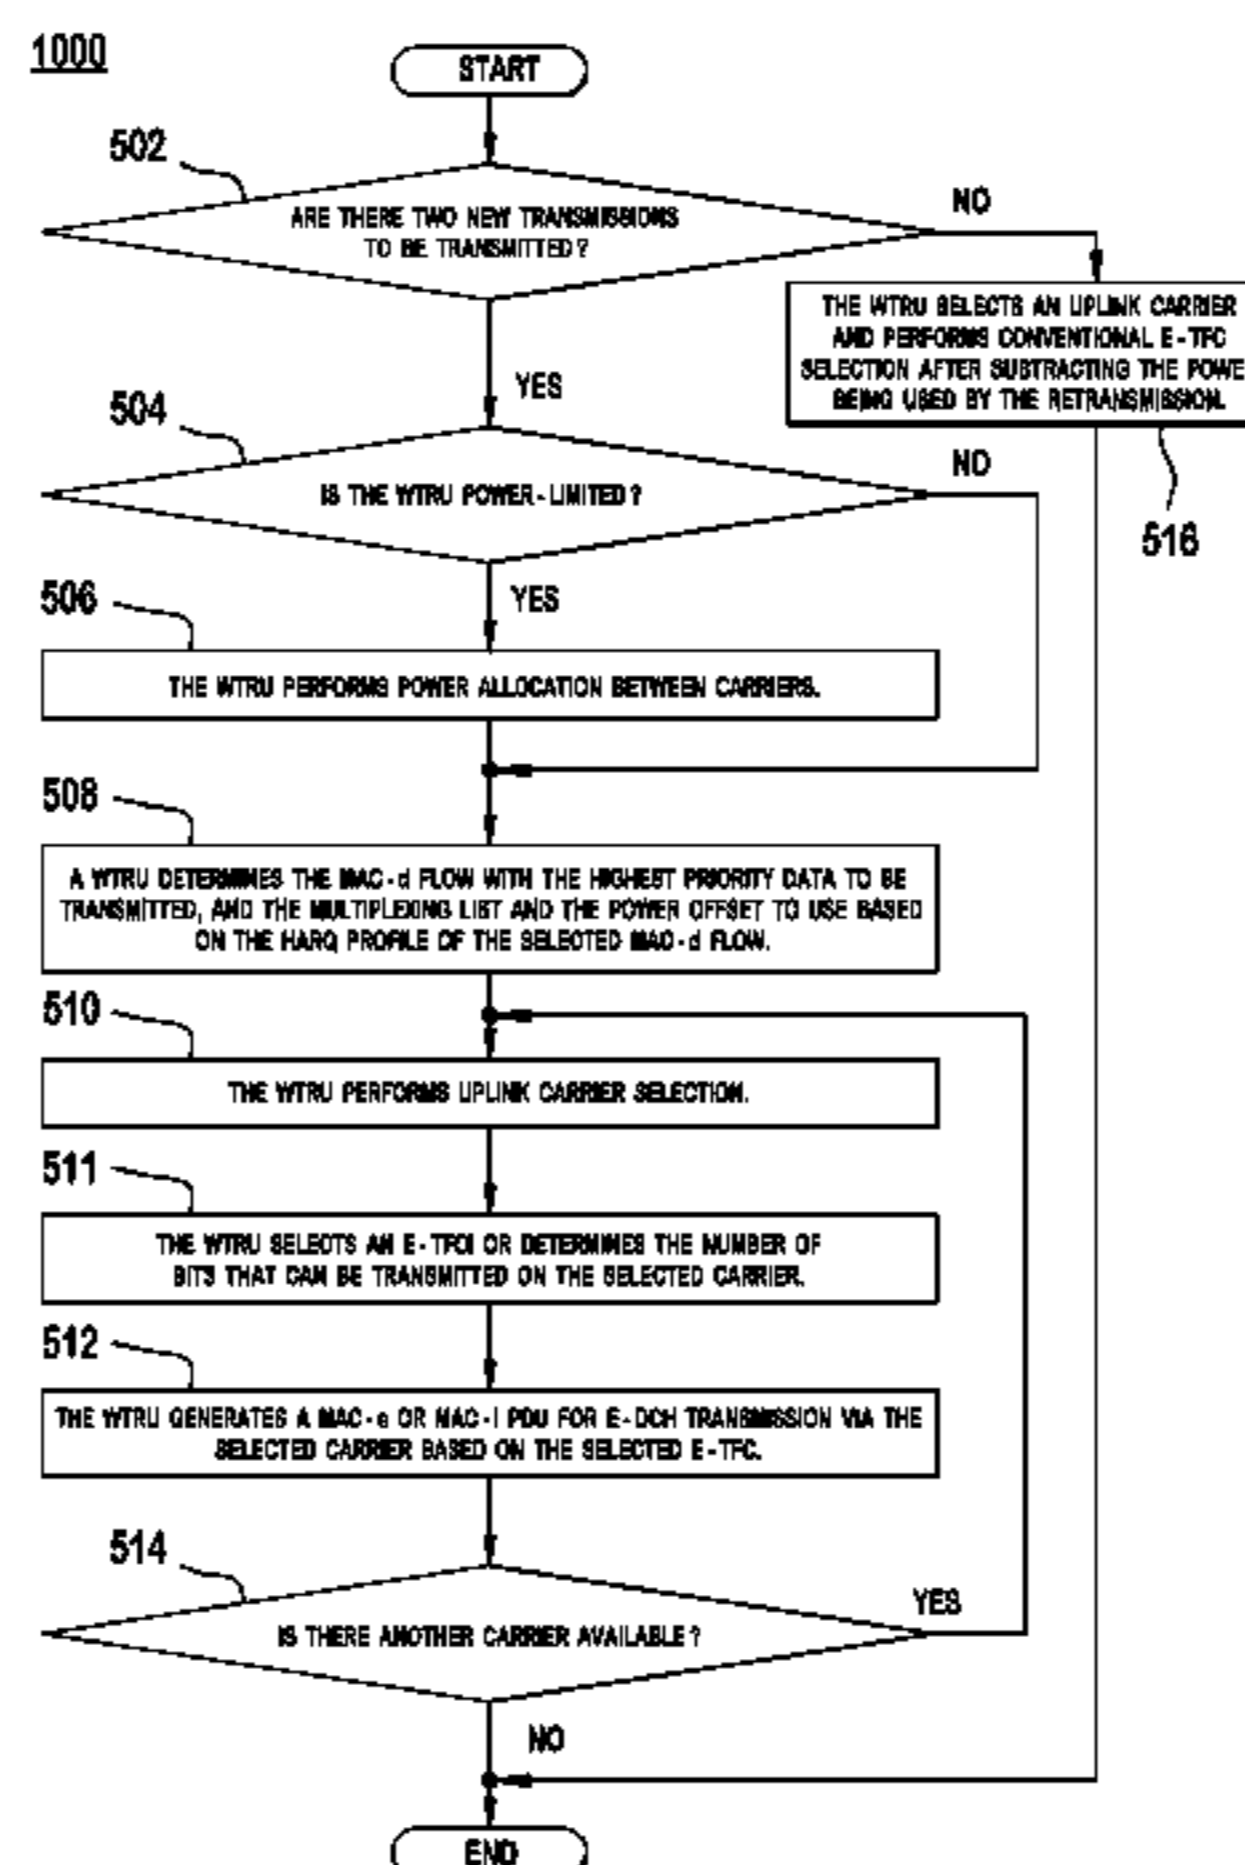 1000
START
502
ARE THERE TWO NEW TRANSMISSIONS
TO BE TRANSMITTED?
NO
THE WTRU SELECTS AN UPLINK CARRIER
AND PERFORMS CONVENTIONAL E-TFC
SELECTION AFTER SUBTRACTING THE POWE
BEING USED BY THE RETRANSMISSION.
516
YES
504
IS THE WTRU POWER-LIMITED?
NO
YES
506
THE WTRU PERFORMS POWER ALLOCATION BETWEEN CARRIERS.
508
A WTRU DETERMINES THE MAC-d FLOW WITH THE HIGHEST PRIORITY DATA TO BE
TRANSMITTED, AND THE MULTIPLEXING LIST AND THE POWER OFFSET TO USE BASED
ON THE HARQ PROFILE OF THE SELECTED MAC-d FLOW.
510
THE WTRU PERFORMS UPLINK CARRIER SELECTION.
511
THE WTRU SELECTS AN E-TFCI OR DETERMINES THE NUMBER OF
BITS THAT CAN BE TRANSMITTED ON THE SELECTED CARRIER.
512
THE WTRU GENERATES A MAC-e OR MAC-i PDU FOR E-DCH TRANSMISSION VIA THE
SELECTED CARRIER BASED ON THE SELECTED E-TFC.
514
IS THERE ANOTHER CARRIER AVAILABLE?
YES
NO
END